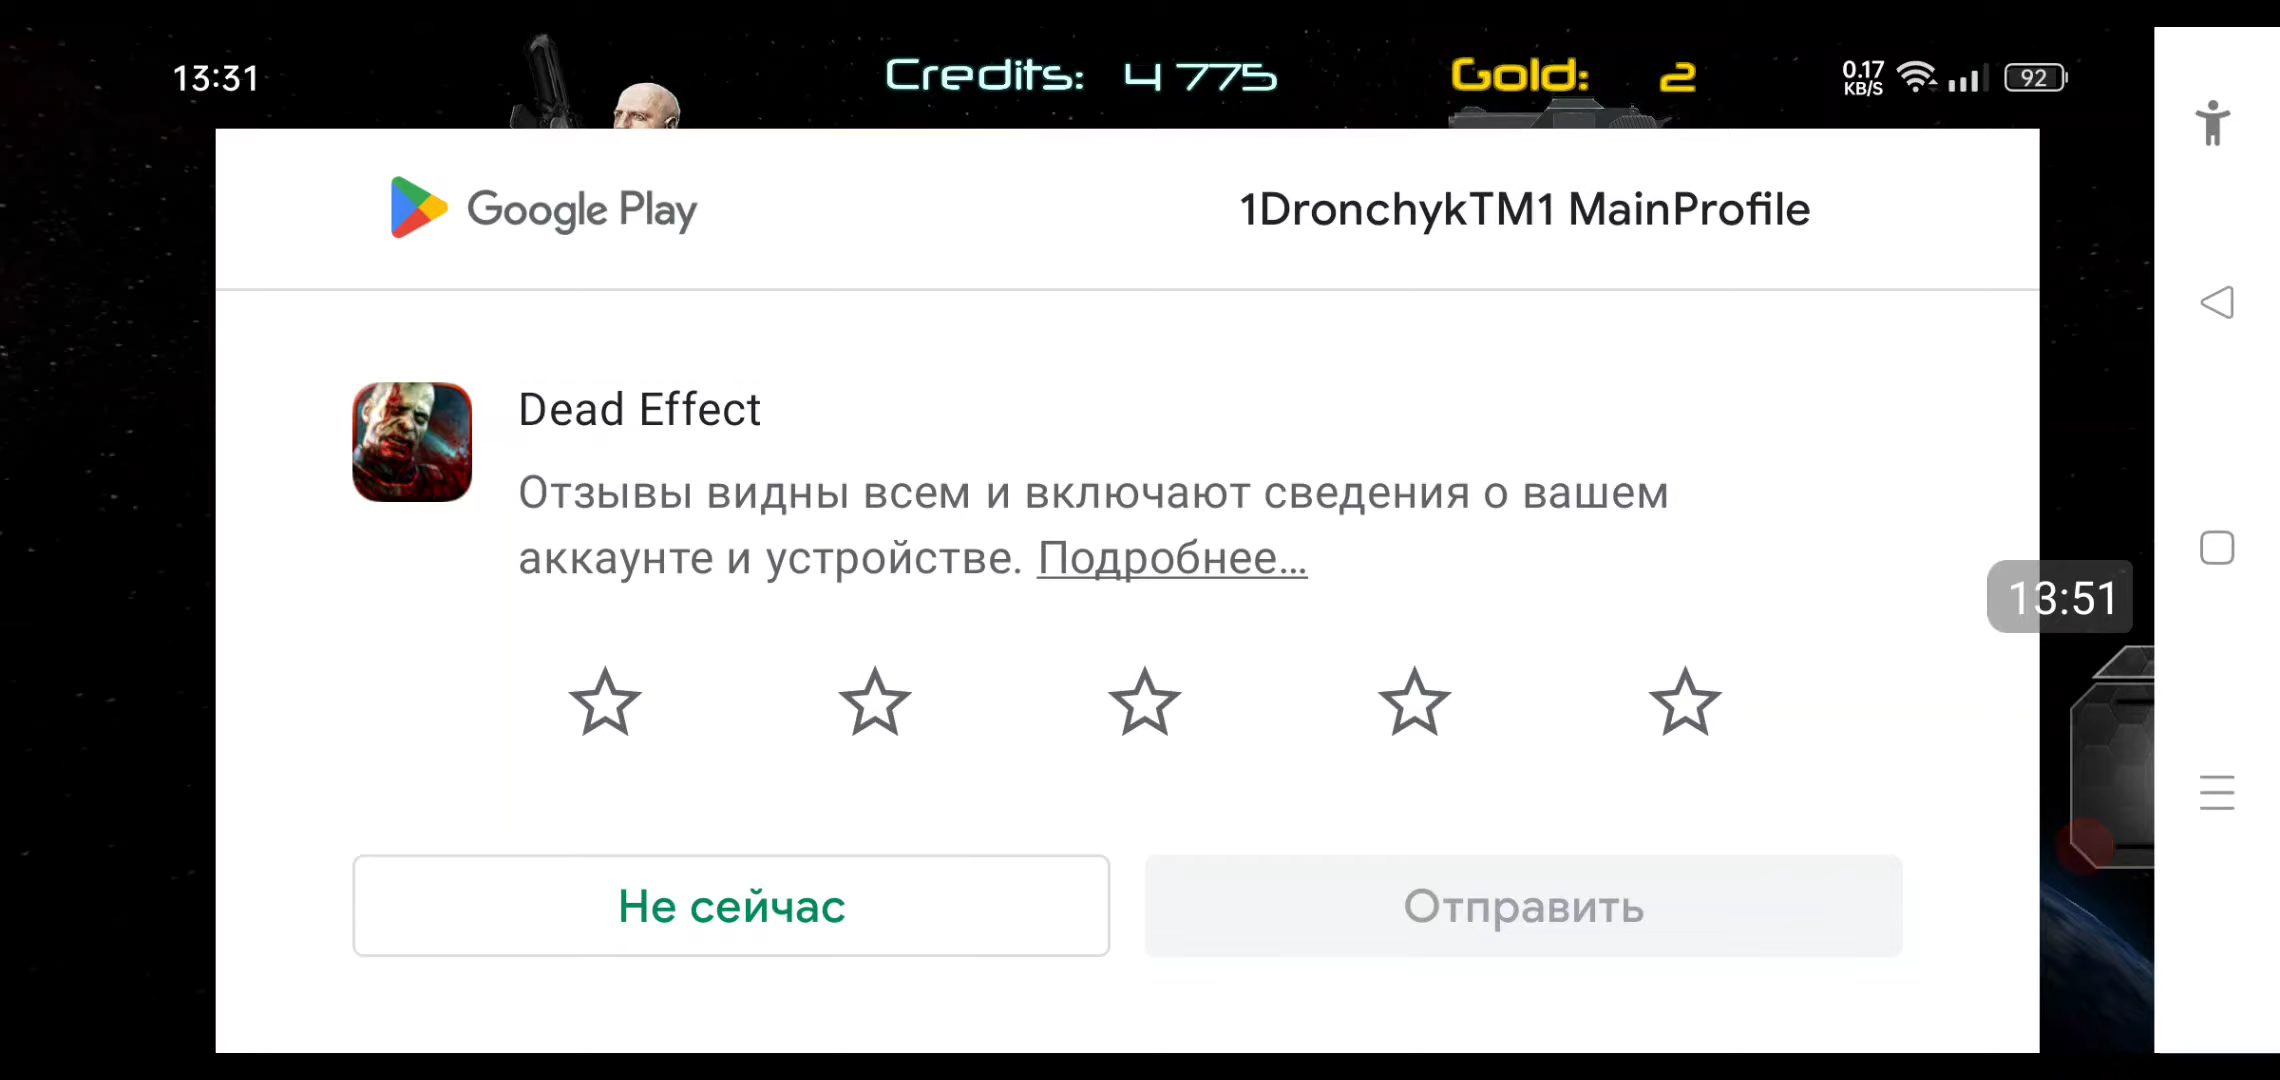 13:31 Credits: 4 775 Gold: 2 0.17 KB/S 92
Google Play 1DronchykTM1 MainProfile
Dead Effect
Отзывы видны всем и включают сведения о вашем
аккаунте и устройстве. Подробнее...
13:51
Не сейчас Отправить